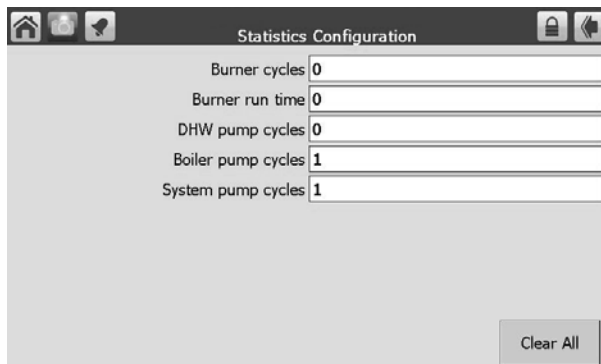 Statistics Configuration
Burner cycles 0
Burner run time 0
DHW pump cycles 0
Boiler pump cycles 1
System pump cycles 1
Clear All